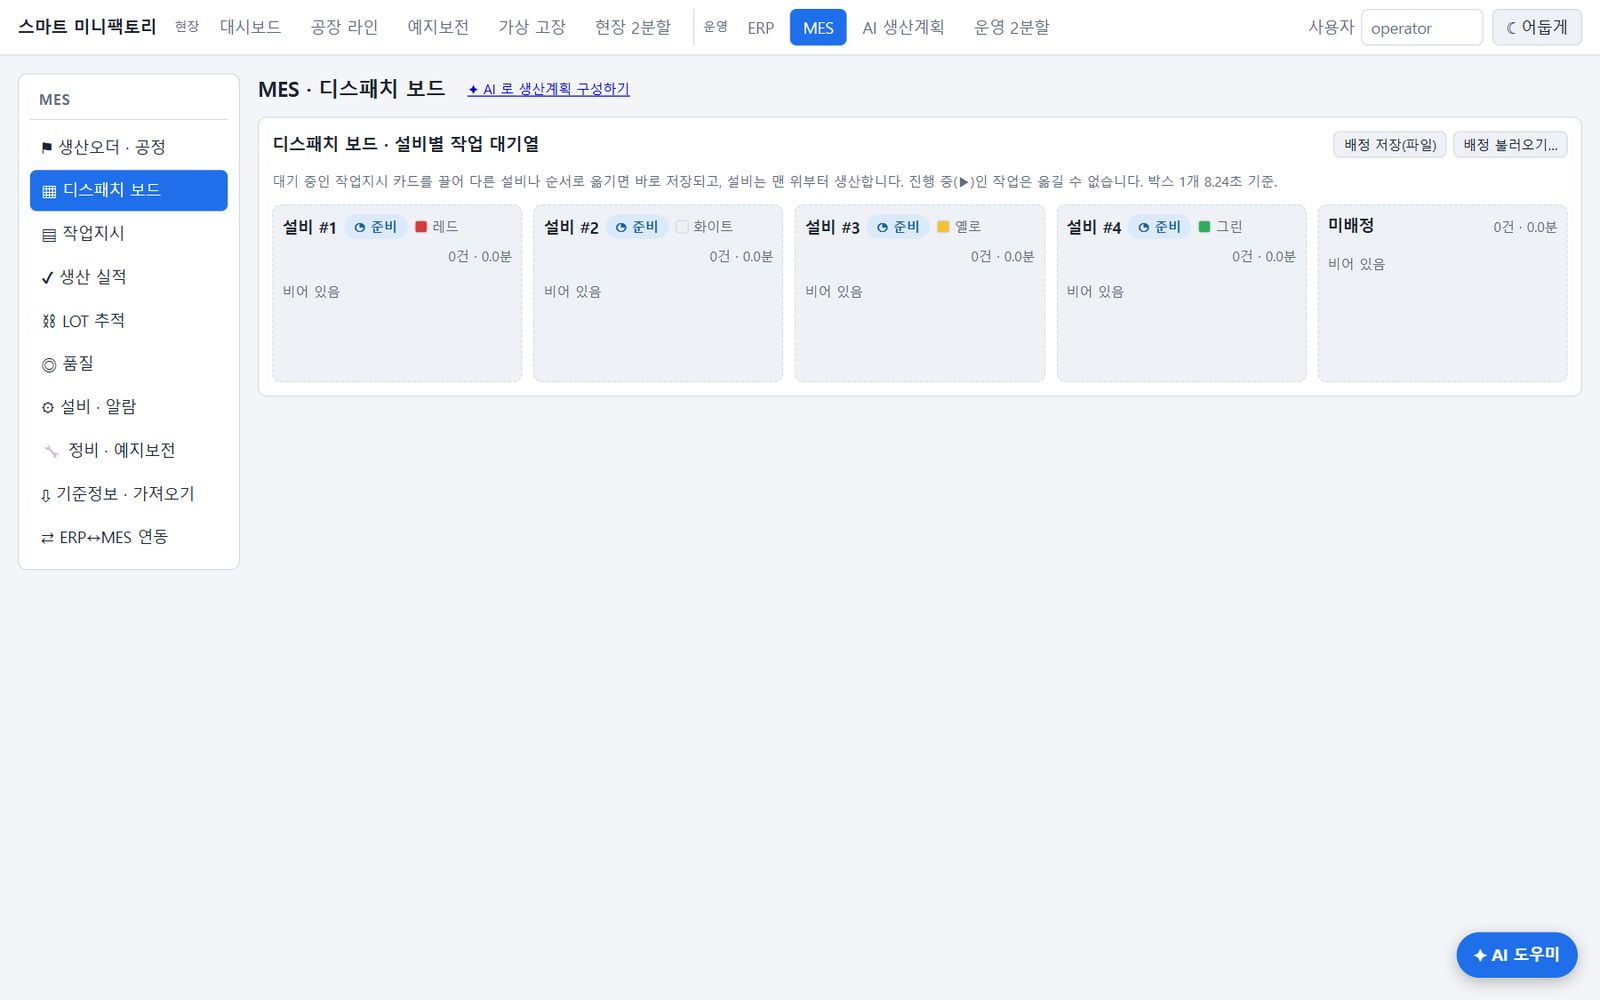 스마트 미니팩토리 현장 대시보드 공장 라인 예지보전 가상 고장 현장 2분할 운영 ERP MES AI 생산계획 운영 2분할 사용자 operator ☾ 어둡게
MES
⚑ 생산오더 · 공정
▦ 디스패치 보드
▤ 작업지시
✓ 생산 실적
⛓ LOT 추적
◎ 품질
⚙ 설비 · 알람
🔧 정비 · 예지보전
⇩ 기준정보 · 가져오기
⇄ ERP↔MES 연동
MES · 디스패치 보드 ✦ AI 로 생산계획 구성하기
디스패치 보드 · 설비별 작업 대기열 배정 저장(파일) 배정 불러오기…
대기 중인 작업지시 카드를 끌어 다른 설비나 순서로 옮기면 바로 저장되고, 설비는 맨 위부터 생산합니다. 진행 중(▶)인 작업은 옮길 수 없습니다. 박스 1개 8.24초 기준.
설비 #1 ◔ 준비 레드
0건 · 0.0분
비어 있음
설비 #2 ◔ 준비 화이트
0건 · 0.0분
비어 있음
설비 #3 ◔ 준비 옐로
0건 · 0.0분
비어 있음
설비 #4 ◔ 준비 그린
0건 · 0.0분
비어 있음
미배정 0건 · 0.0분
비어 있음
✦ AI 도우미